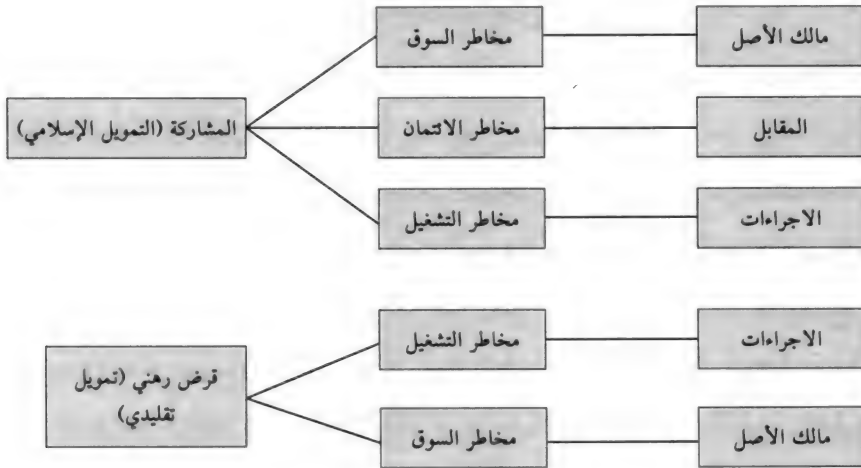 مخاطر السوق
مالك الأصل
المشاركة (التمويل الإسلامي)
مخاطر الائتمان
المقابل
مخاطر التشغيل
الاجراءات
مخاطر التشغيل
الاجراءات
قرض رهني (تمويل
تقليدي)
مخاطر السوق
مالك الأصل